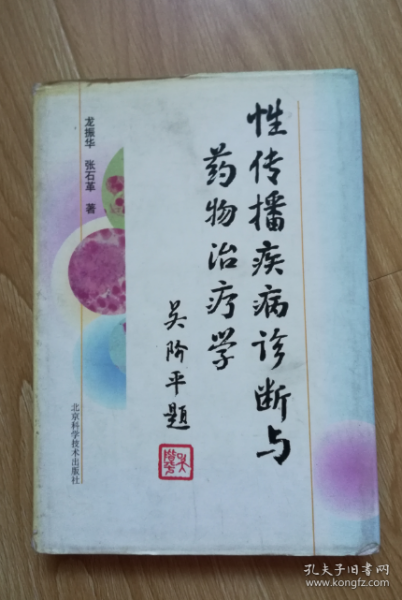 性传播疾病诊断与
药物治疗学
吴阶平题
龙振华 张石革 著
北京科学技术出版社
孔夫子旧书网
www.kongfz.com